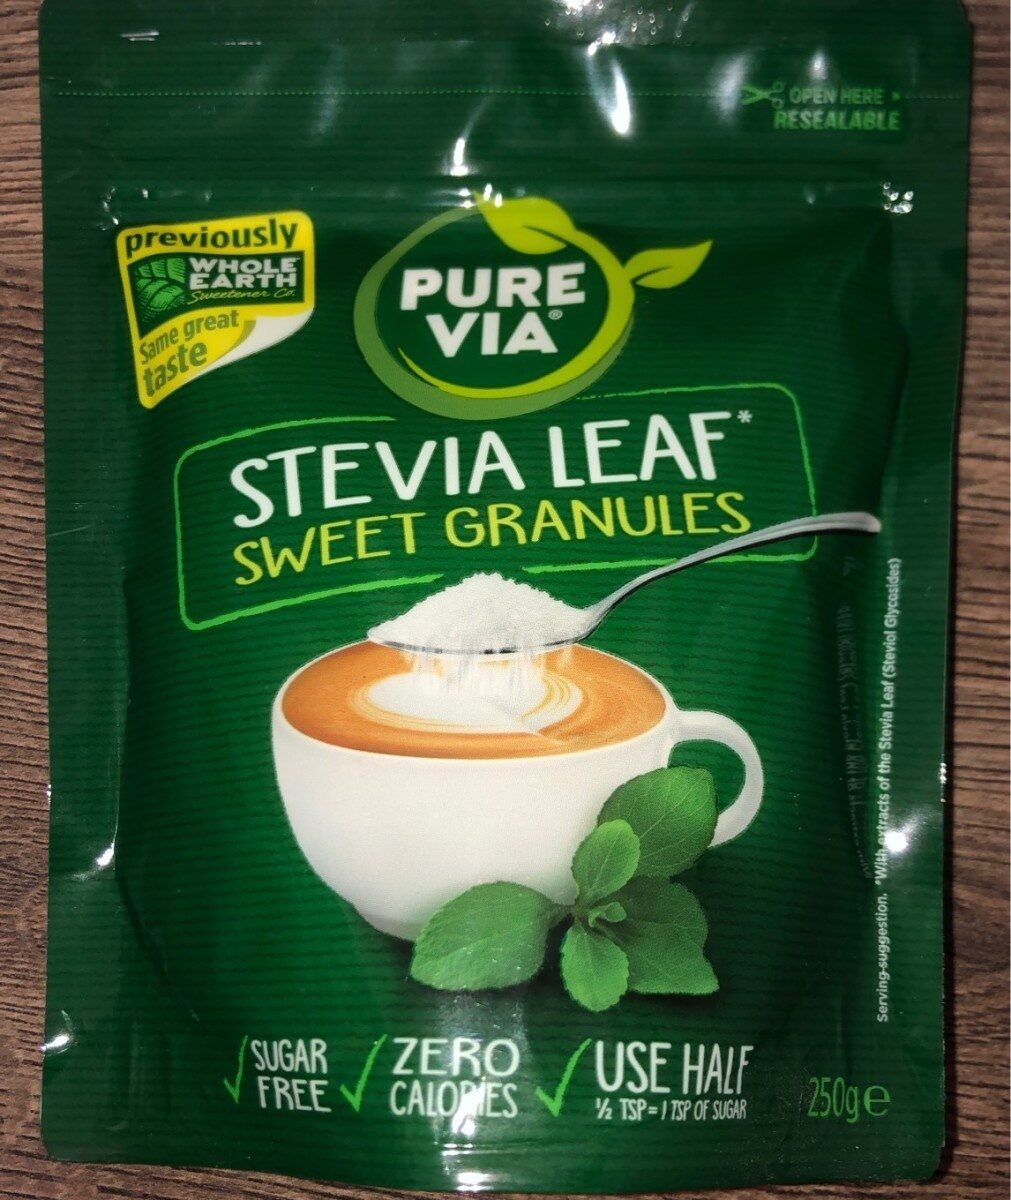 OPEN HERE
RESEALABLE
previously
WHOLE
EARTH
Sweetener Co.
Same great
taste
PURE
VIA®
STEVIA LEAF*
SWEET GRANULES
Serving suggestion. *With extracts of the Stevia Leaf (Steviol Glycosides)
SUGAR
FREE
ZERO
CALORIES
USE HALF
½ TSP = 1 TSP OF SUGAR
250g e